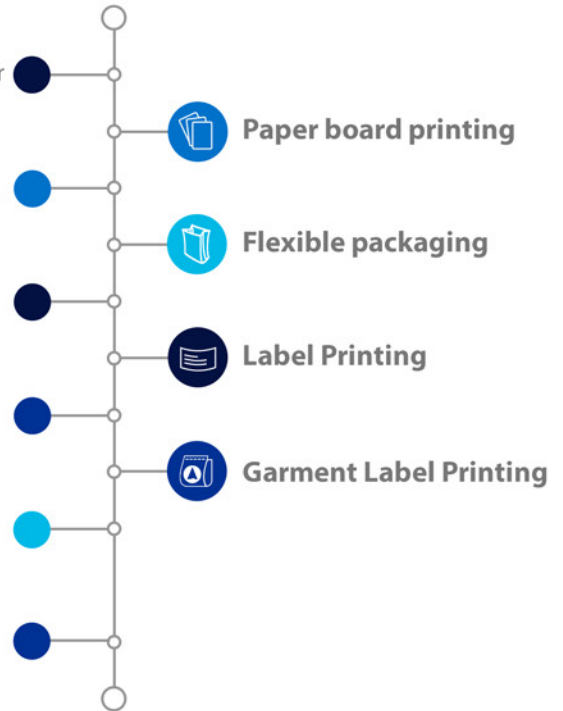 r
Paper board printing
Flexible packaging
Label Printing
Garment Label Printing